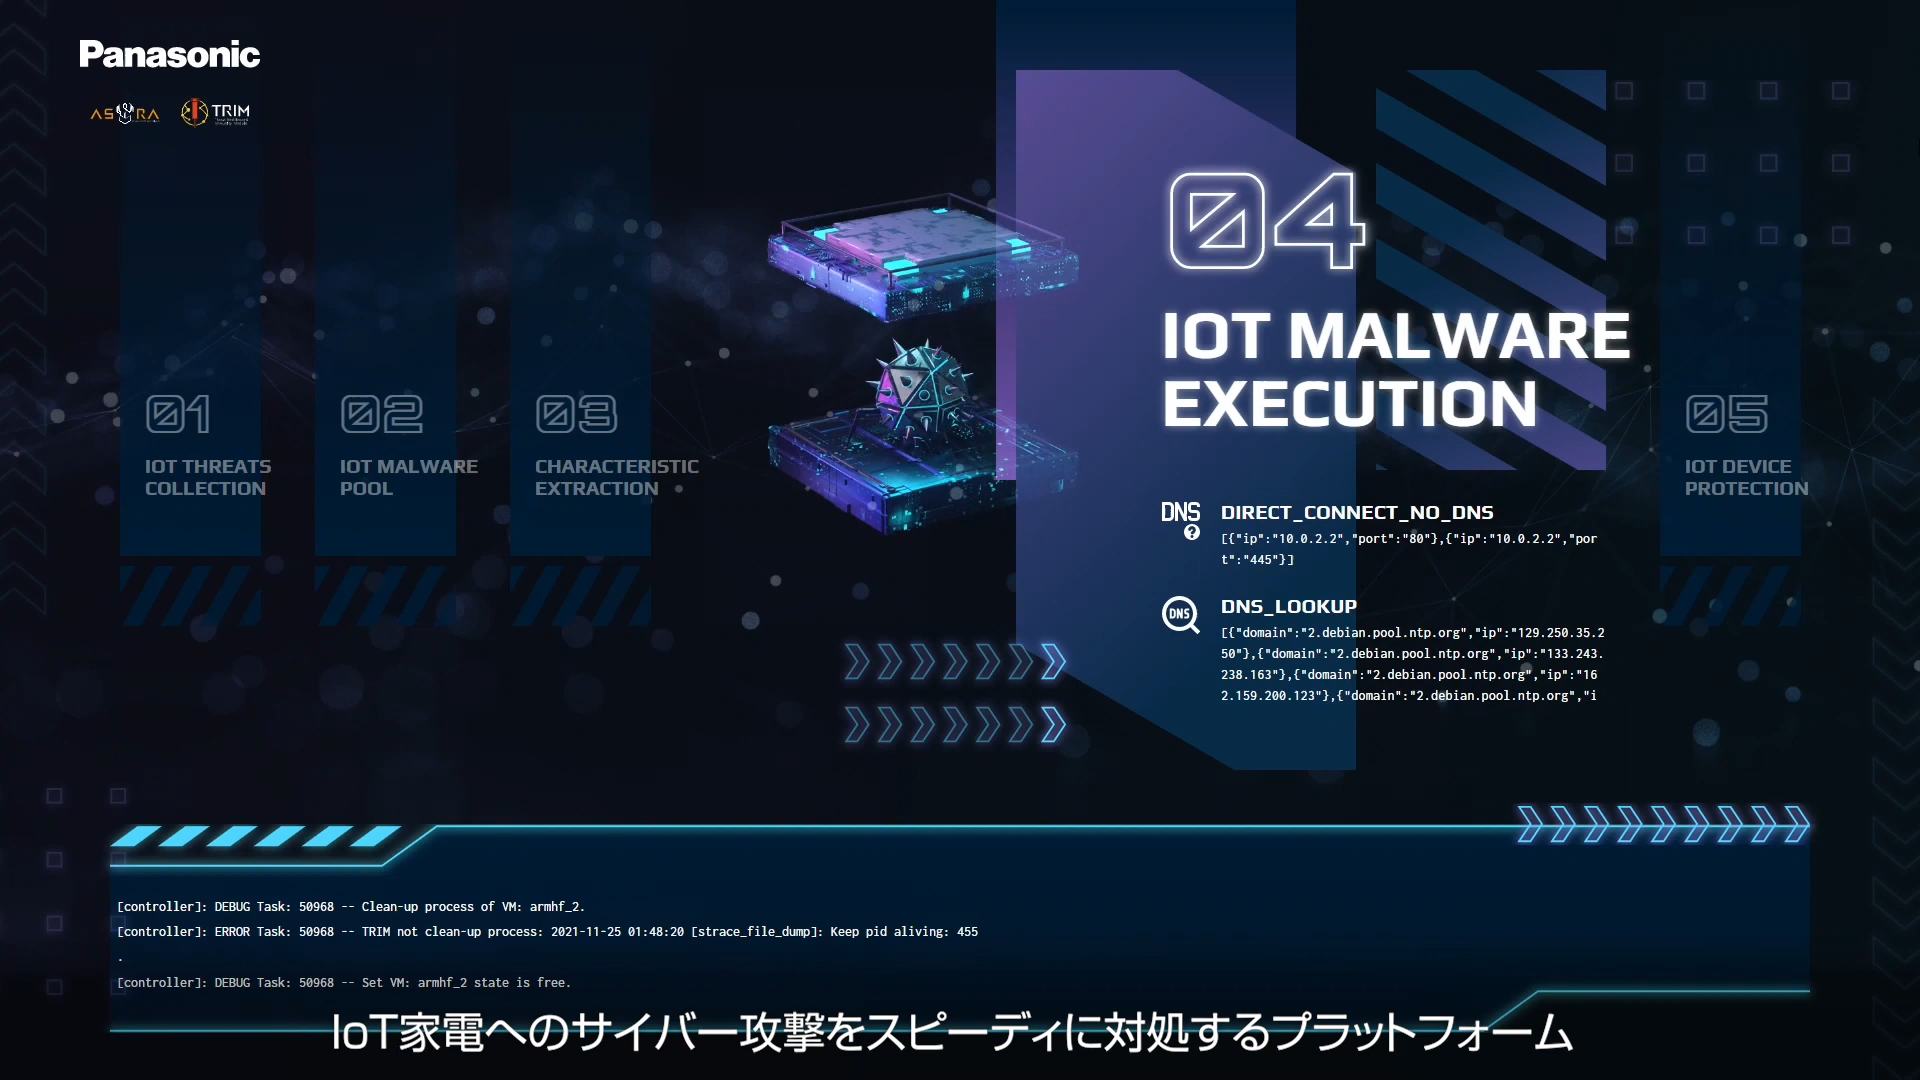 Panasonic
ASTIRA
TRIM
01
IOT THREATS
COLLECTION
02
IOT MALWARE
POOL
03
CHARACTERISTIC
EXTRACTION
04
IOT MALWARE
EXECUTION
DNS
?
DIRECT_CONNECT_NO_DNS
[{"ip":"10.0.2.2","port":"80"},{"ip":"10.0.2.2","por
t":"445"}]
DNS
DNS_LOOKUP
[{"domain":"2.debian.pool.ntp.org","ip":"129.250.35.2
50"},{"domain":"2.debian.pool.ntp.org","ip":"133.243.
238.163"},{"domain":"2.debian.pool.ntp.org","ip":"16
2.159.200.123"},{"domain":"2.debian.pool.ntp.org","i
05
IOT DEVICE
PROTECTION
[controller]: DEBUG Task: 50968 -- Clean-up process of VM: armhf_2.
[controller]: ERROR Task: 50968 -- TRIM not clean-up process: 2021-11-25 01:48:20 [strace_file_dump]: Keep pid aliving: 455
.
[controller]: DEBUG Task: 50968 -- Set VM: armhf_2 state is free.
IoT家電へのサイバー攻撃をスピーディに対処するプラットフォーム